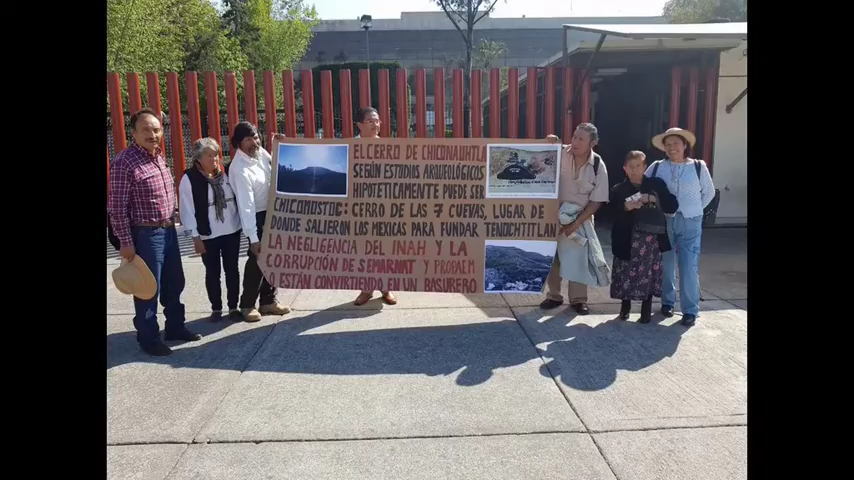 EL CERRO DE CHICONAUHTLA
SEGÚN ESTUDIOS ARQUEOLÓGICOS
HIPOTETICAMENTE PUEDE SER
CHICOMOSTOC: CERRO DE LAS 7 CUEVAS, LUGAR DE
DONDE SALIERON LOS MEXICAS PARA FUNDAR TENOCHTITLAN
LA NEGLIGENCIA DEL INAH Y LA
CORRUPCIÓN DE SEMARNAT Y PROPAEM
LO ESTÁN CONVIRTIENDO EN UN BASURERO